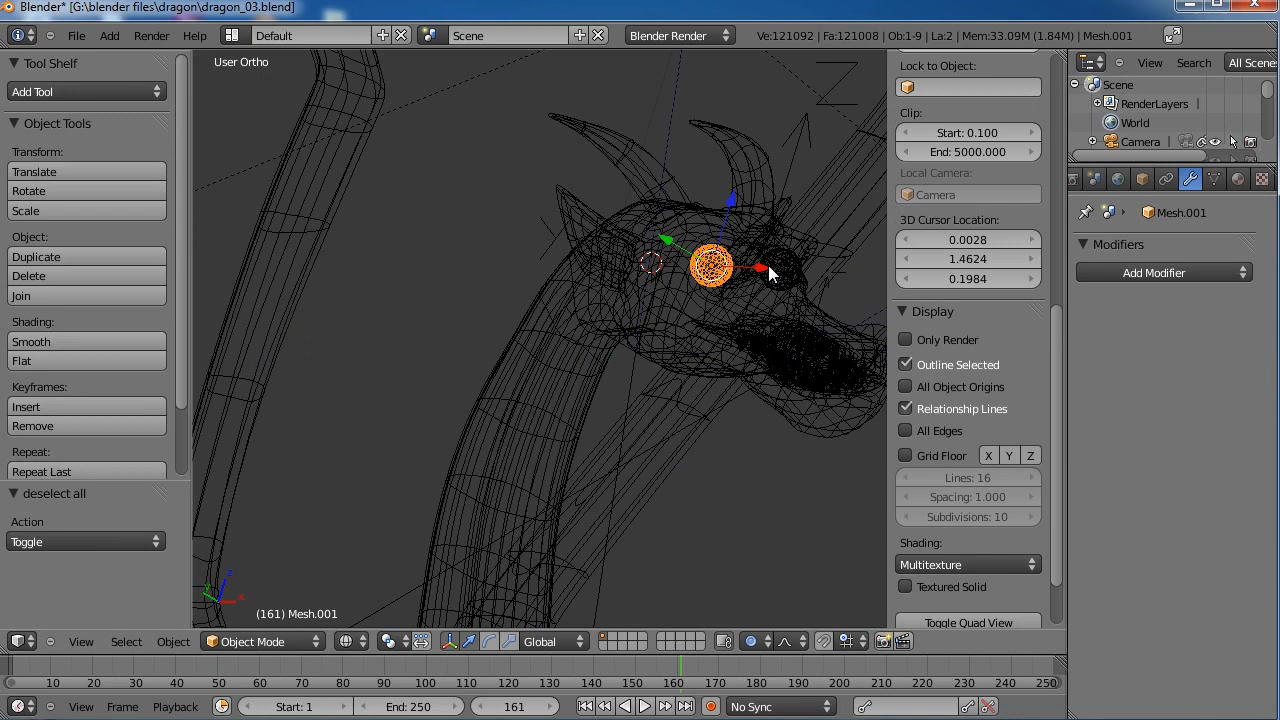 Blender* [G:\blender files\dragon\dragon_03.blend]
File Add Render Help Default Scene Blender Render Ve:121092 | Fa:121008 | Ob:1-9 | La:2 | Mem:33.09M (1.84M) | Mesh.001
Tool Shelf
Add Tool
Object Tools
Transform:
Translate
Rotate
Scale
Object:
Duplicate
Delete
Join
Shading:
Smooth
Flat
Keyframes:
Insert
Remove
Repeat:
Repeat Last
deselect all
Action
Toggle
User Ortho
(161) Mesh.001
z
x
Lock to Object:
Clip:
Start: 0.100
End: 5000.000
Local Camera:
Camera
3D Cursor Location:
0.0028
1.4624
0.1984
Display
Only Render
Outline Selected
All Object Origins
Relationship Lines
All Edges
Grid Floor X Y Z
Lines: 16
Spacing: 1.000
Subdivisions: 10
Shading:
Multitexture
Textured Solid
Toggle Quad View
View Search All Scene
Scene
RenderLayers
World
Camera
Mesh.001
Modifiers
Add Modifier
View Select Object Object Mode Global
10 20 30 40 50 60 70 80 90 100 110 120 130 140 150 160 170 180 190 200 210 220 230 240 250
View Frame Playback Start: 1 End: 250 161 No Sync